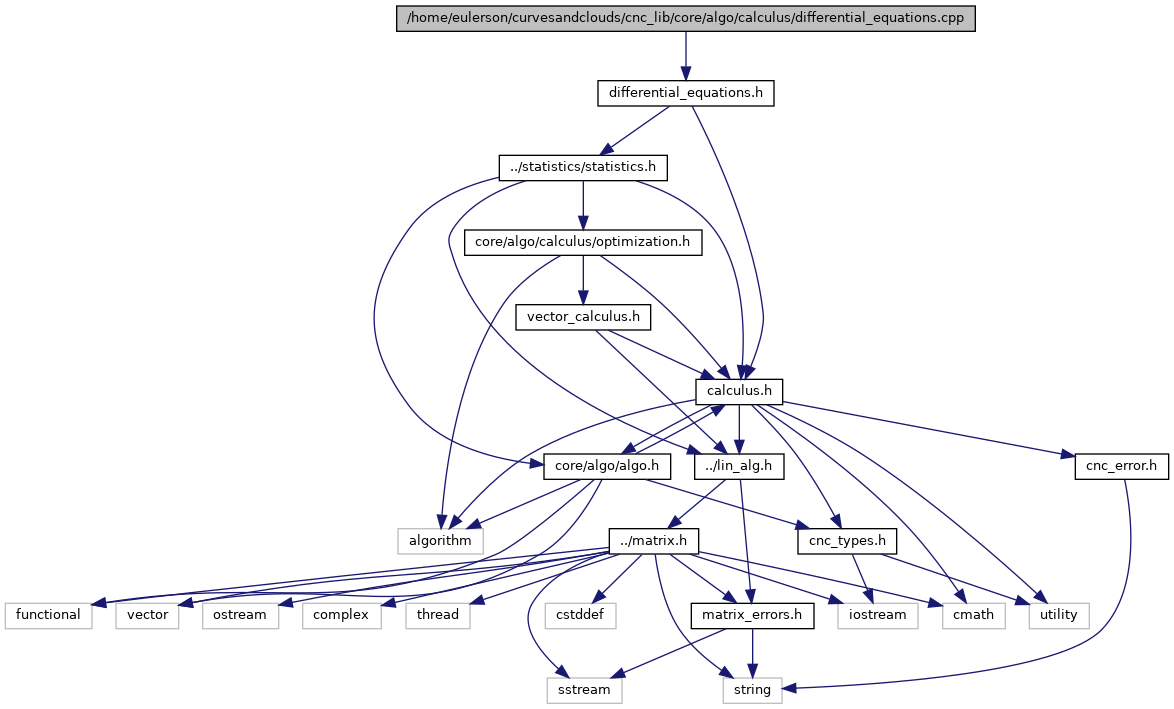 /home/eulerson/curvesandclouds/cnc_lib/core/algo/calculus/differential_equations.cpp
differential_equations.h
../statistics/statistics.h
core/algo/calculus/optimization.h
vector_calculus.h
calculus.h
core/algo/algo.h
../lin_alg.h
cnc_error.h
algorithm
../matrix.h
cnc_types.h
functional
vector
ostream
complex
thread
cstddef
matrix_errors.h
iostream
cmath
utility
sstream
string